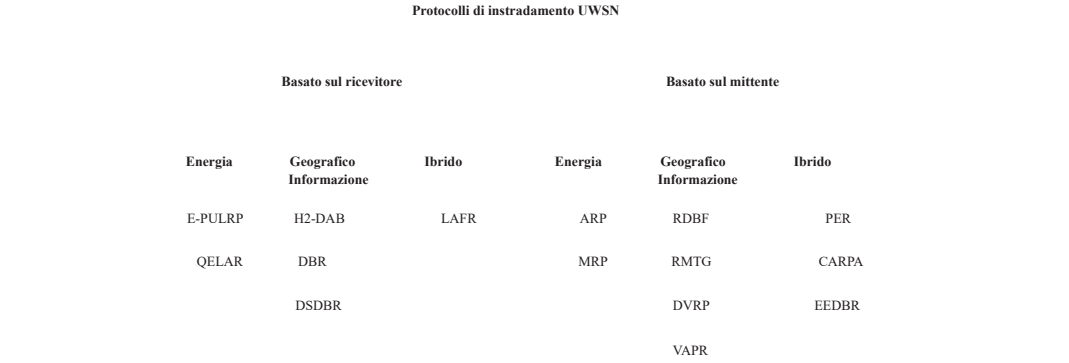 Protocolli di instradamento UWSN
Basato sul ricevitore Basato sul mittente
Energia Geografico Informazione Ibrido Energia Geografico Informazione Ibrido
E-PULRP H2-DAB LAFR ARP RDBF PER
QELAR DBR MRP RMTG CARPA
DSDBR DVRP EEDBR
VAPR